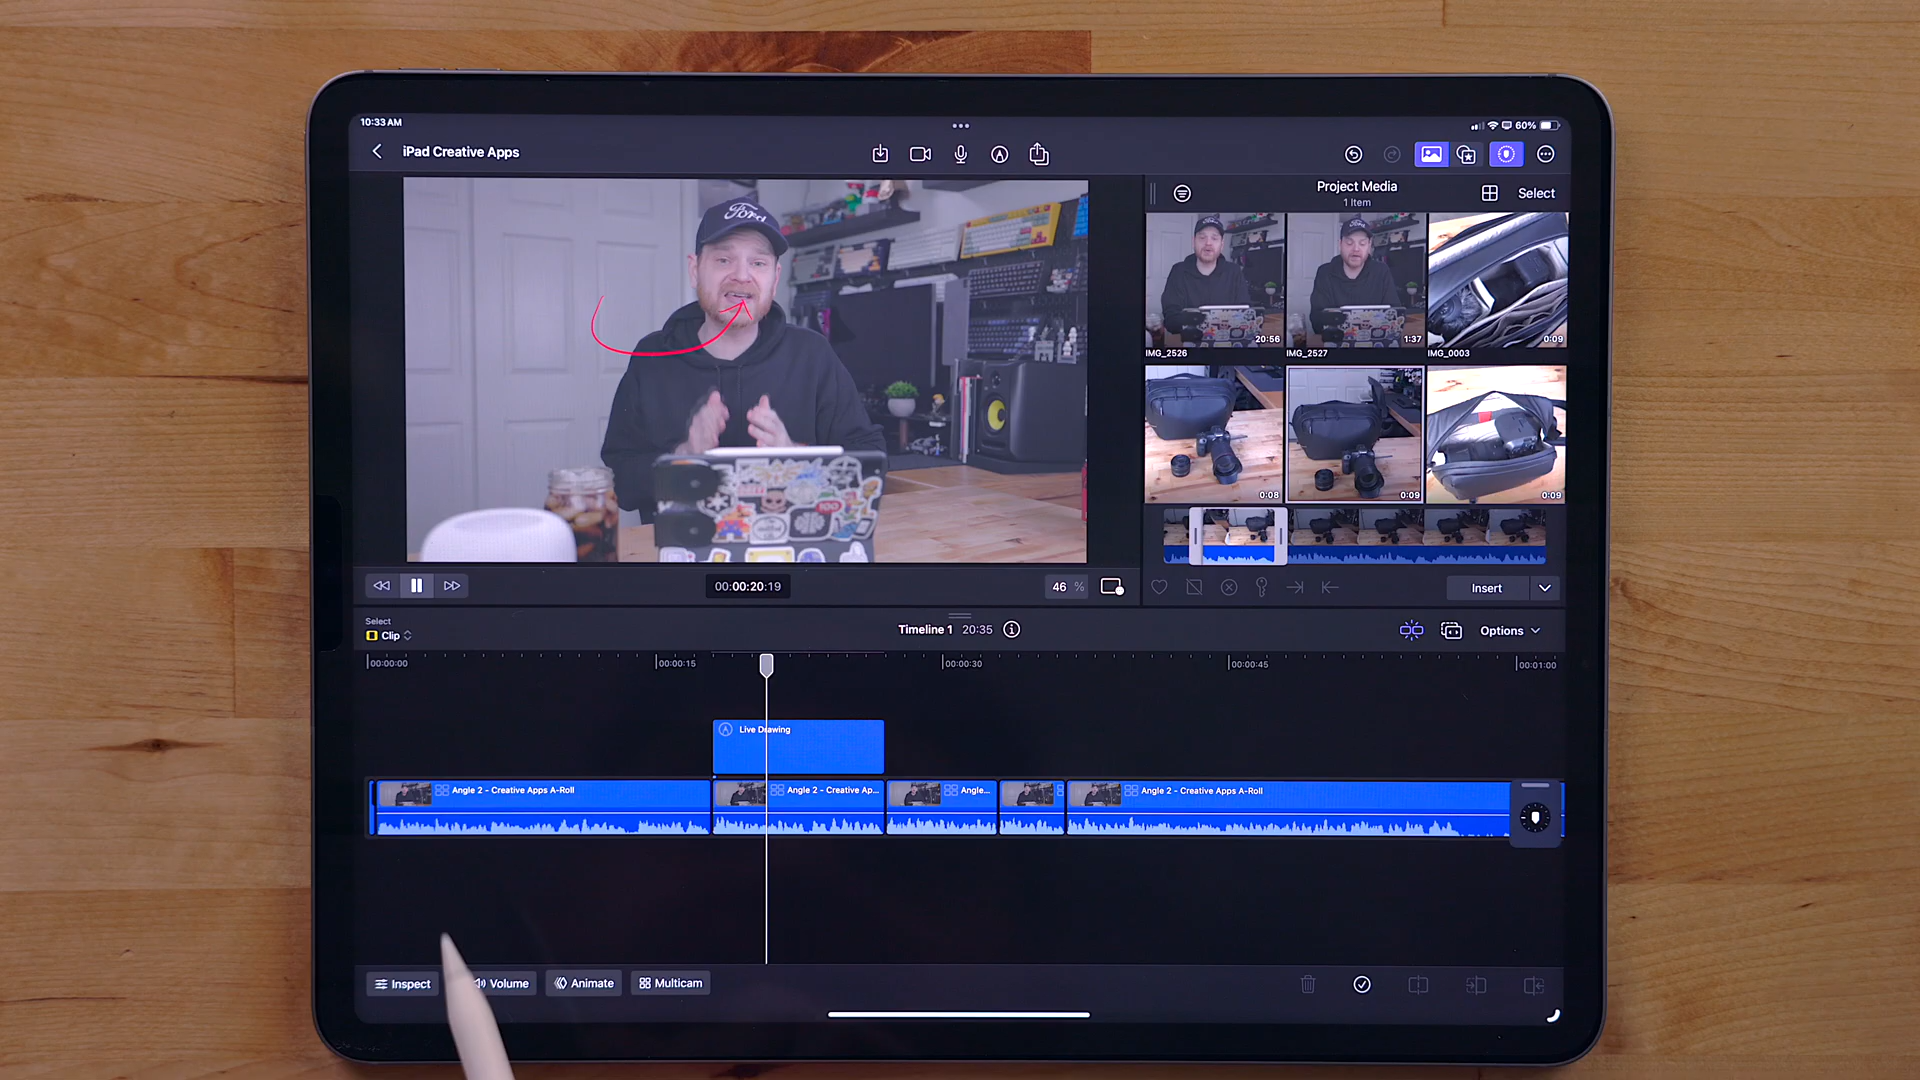 10:33 AM
60%
iPad Creative Apps
Project Media
1 Item
Select
Ford
20:56
1:37
0:09
IMG_2526
IMG_2527
IMG_0003
0:08
0:09
0:09
00:00:20:19
46 %
Insert
Select
Clip
Timeline 1 20:35
Options
00:00:00
00:00:15
00:00:30
00:00:45
00:01:00
Live Drawing
Angle 2 - Creative Apps A-Roll
Angle 2 - Creative Ap...
Angle...
Angle 2 - Creative Apps A-Roll
Inspect
Volume
Animate
Multicam